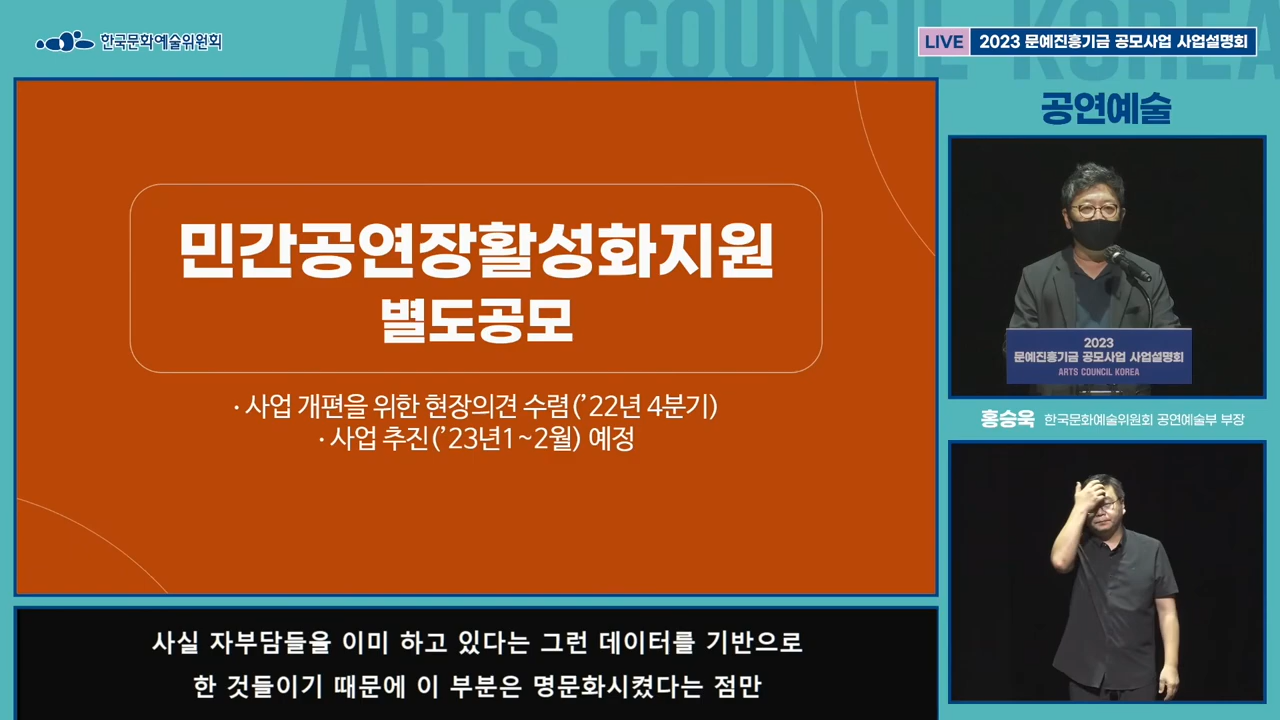 ARTS COUNCIL KOREA
한국문화예술위원회
LIVE 2023 문예진흥기금 공모사업 사업설명회
공연예술
민간공연장활성화지원
별도공모
· 사업 개편을 위한 현장의견 수렴(’22년 4분기)
· 사업 추진(’23년1~2월) 예정
2023
문예진흥기금 공모사업 사업설명회
ARTS COUNCIL KOREA
홍승욱 한국문화예술위원회 공연예술부 부장
사실 자부담들을 이미 하고 있다는 그런 데이터를 기반으로
한 것들이기 때문에 이 부분은 명문화시켰다는 점만